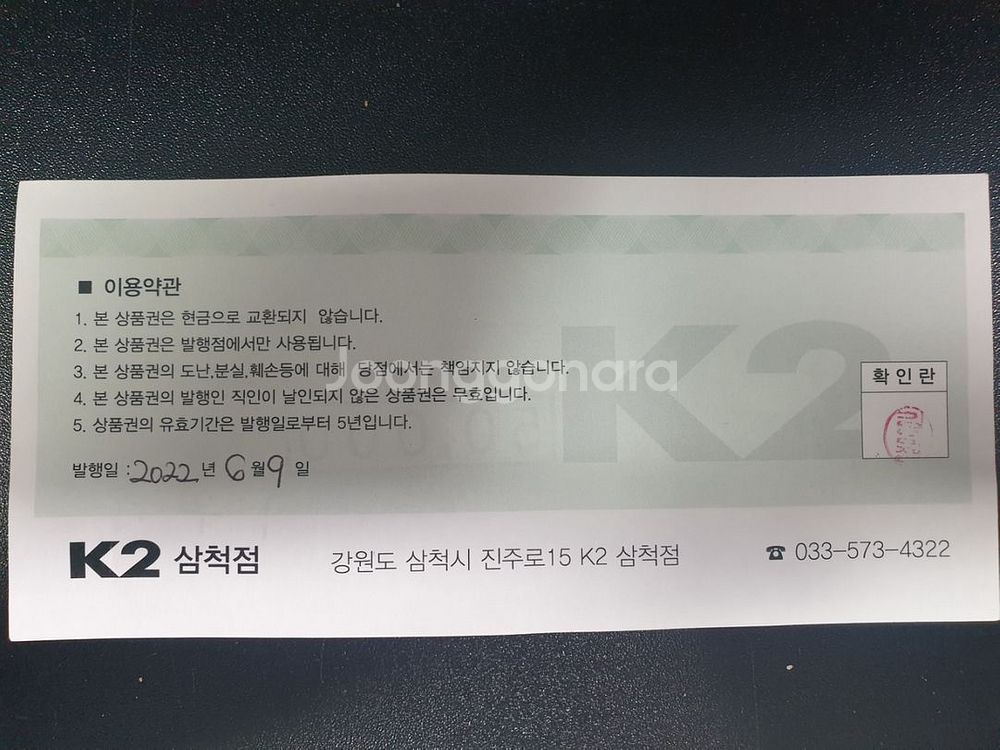 ■ 이용약관
1. 본 상품권은 현금으로 교환되지 않습니다.
2. 본 상품권은 발행점에서만 사용됩니다.
3. 본 상품권의 도난,분실,훼손등에 대해 당점에서는 책임지지 않습니다.
4. 본 상품권의 발행인 직인이 날인되지 않은 상품권은 무효입니다.
5. 상품권의 유효기간은 발행일로부터 5년입니다.
발행일 : 2022 년 6 월 9 일
Joonggonara
K2
확인란
K2 삼척점
강원도 삼척시 진주로15 K2 삼척점
☎ 033-573-4322